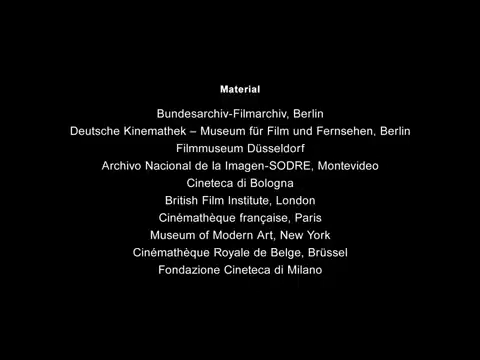 Material
Bundesarchiv-Filmarchiv, Berlin
Deutsche Kinemathek – Museum für Film und Fernsehen, Berlin
Filmmuseum Düsseldorf
Archivo Nacional de la Imagen-SODRE, Montevideo
Cineteca di Bologna
British Film Institute, London
Cinémathèque française, Paris
Museum of Modern Art, New York
Cinémathèque Royale de Belge, Brüssel
Fondazione Cineteca di Milano